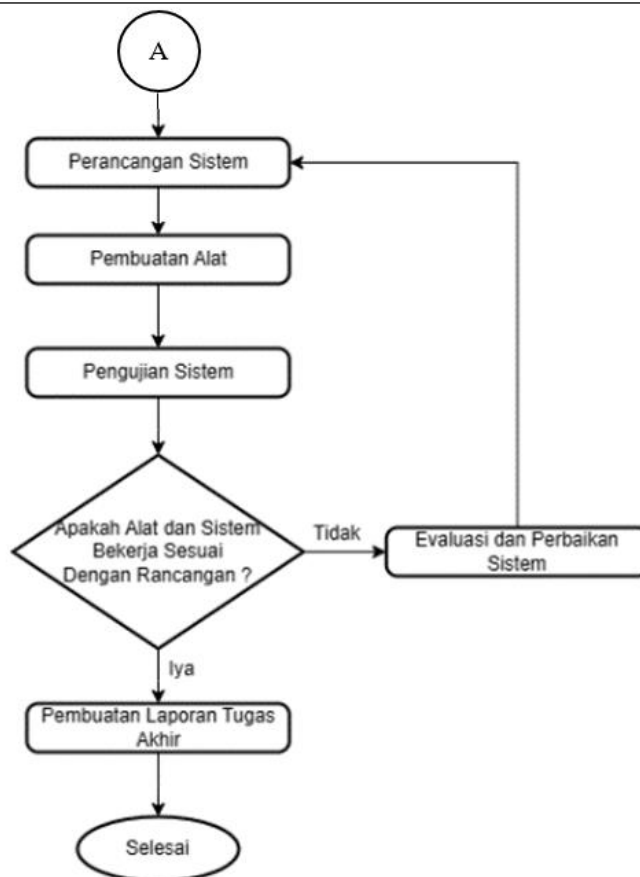 A
Perancangan Sistem
Pembuatan Alat
Pengujian Sistem
Apakah Alat dan Sistem
Bekerja Sesuai
Dengan Rancangan ?
Tidak
Evaluasi dan Perbaikan
Sistem
Iya
Pembuatan Laporan Tugas
Akhir
Selesai